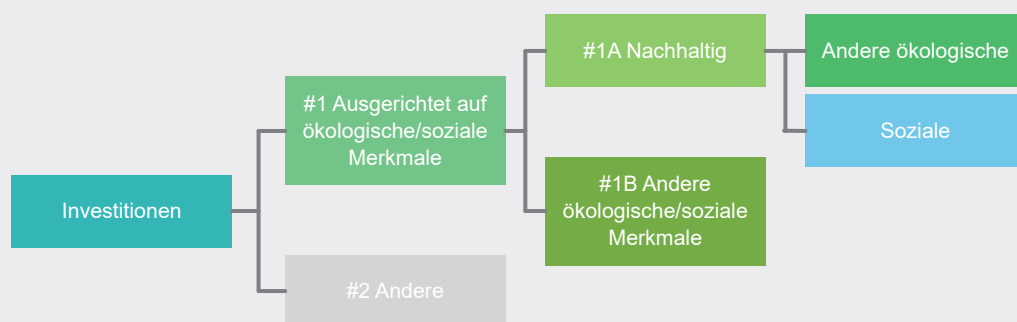 Investitionen
#1 Ausgerichtet auf
ökologische/soziale
Merkmale
#2 Andere
#1A Nachhaltig
#1B Andere
ökologische/soziale
Merkmale
Andere ökologische
Soziale